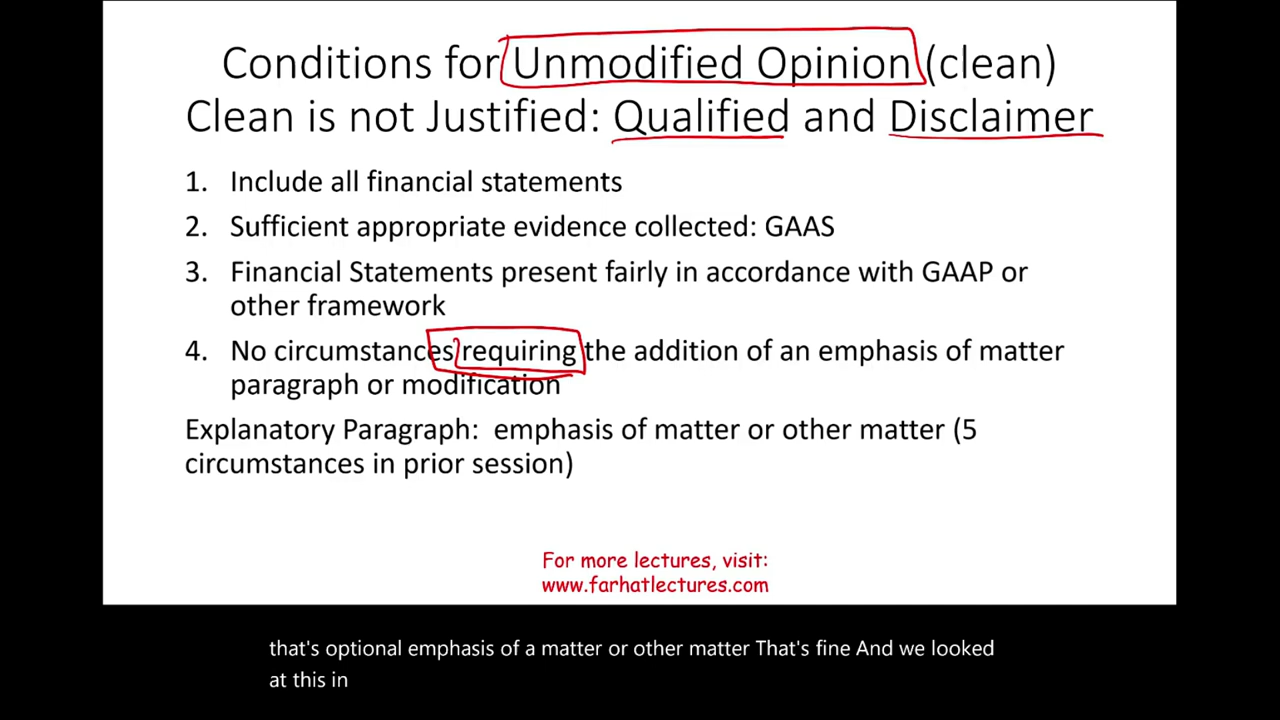 Conditions for Unmodified Opinion (clean)
Clean is not Justified: Qualified and Disclaimer
1. Include all financial statements
2. Sufficient appropriate evidence collected: GAAS
3. Financial Statements present fairly in accordance with GAAP or
other framework
4. No circumstances requiring the addition of an emphasis of matter
paragraph or modification
Explanatory Paragraph: emphasis of matter or other matter (5
circumstances in prior session)
For more lectures, visit:
www.farhatlectures.com
that's optional emphasis of a matter or other matter That's fine And we looked
at this in